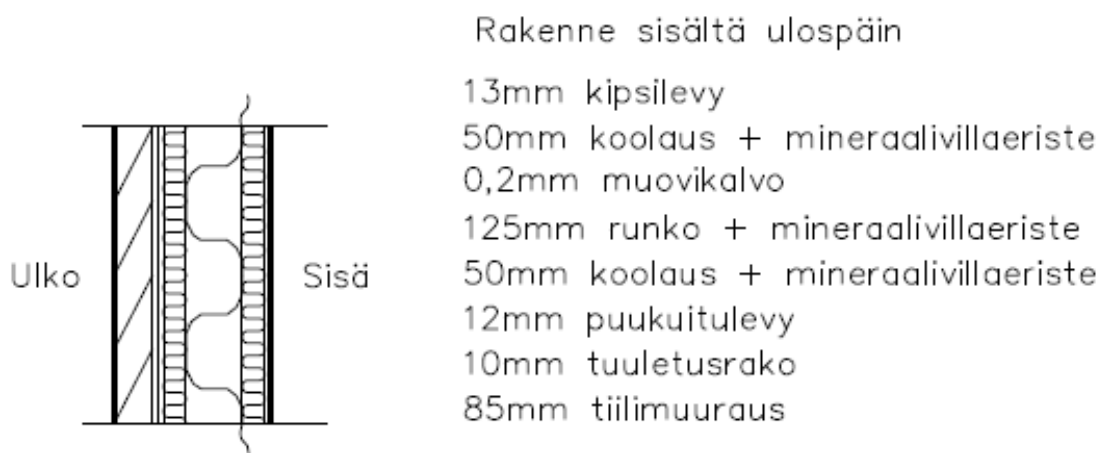 Rakenne sisältä ulospäin
13mm kipsilevy
50mm koolaus + mineraalivillaeriste
0,2mm muovikalvo
125mm runko + mineraalivillaeriste
50mm koolaus + mineraalivillaeriste
12mm puukuitulevy
10mm tuuletusrako
85mm tiilimuuraus
Ulko
Sisä